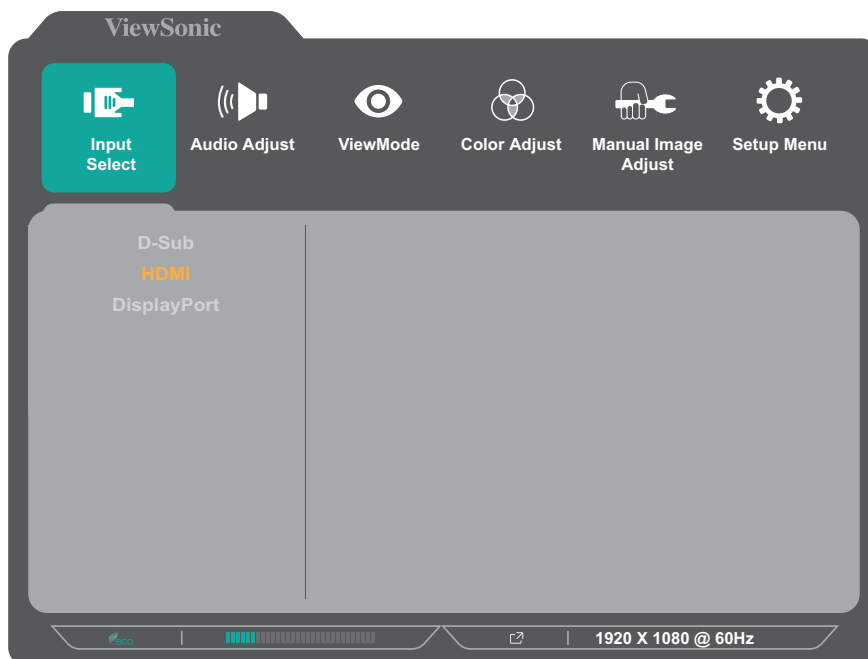 ViewSonic
Input
Select
Audio Adjust
ViewMode
Color Adjust
Manual Image
Adjust
Setup Menu
D-Sub
HDMI
DisplayPort
eco
1920 X 1080 @ 60Hz